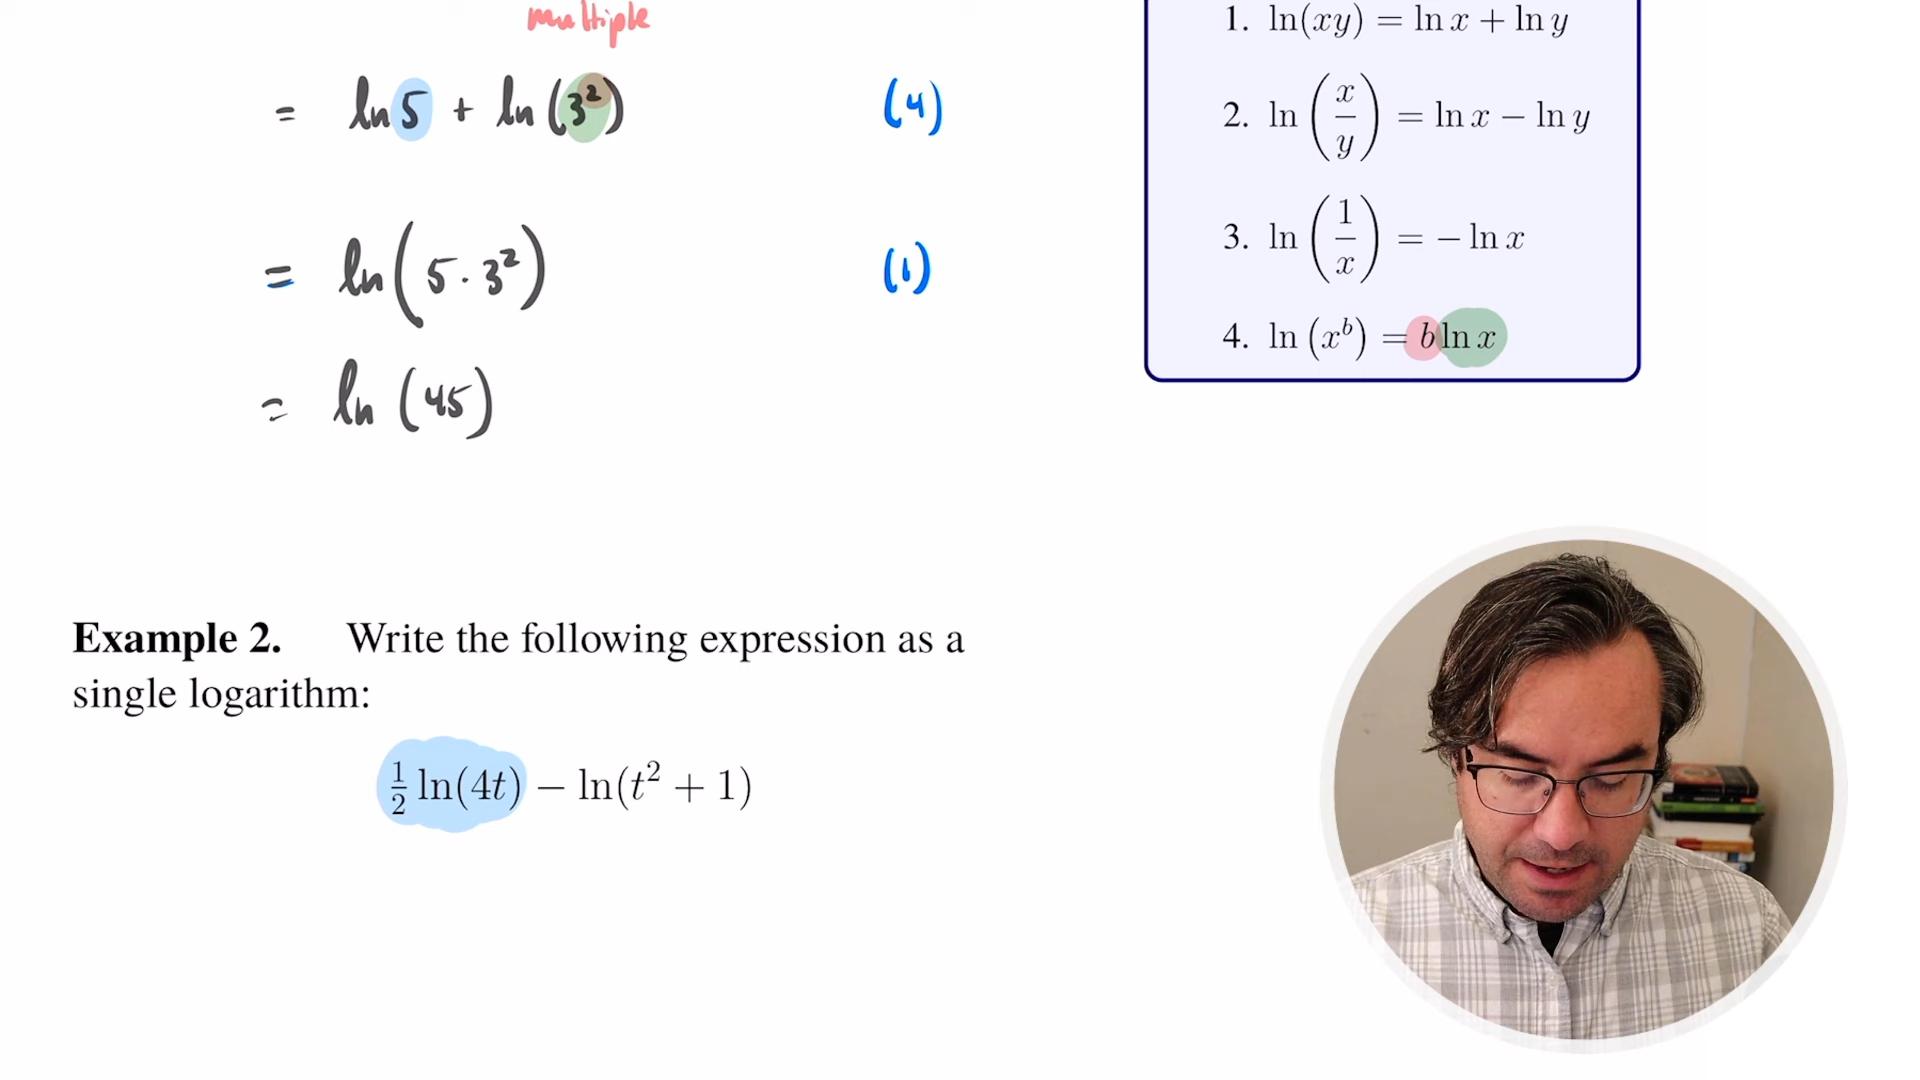 multiple
= ln 5 + ln (3²) (4)
= ln(5 · 3²) (1)
= ln (45)
1. ln(xy) = ln x + ln y
2. ln(x/y) = ln x − ln y
3. ln(1/x) = − ln x
4. ln (xᵇ) = b ln x
Example 2. Write the following expression as a
single logarithm:
½ ln(4t) − ln(t² + 1)